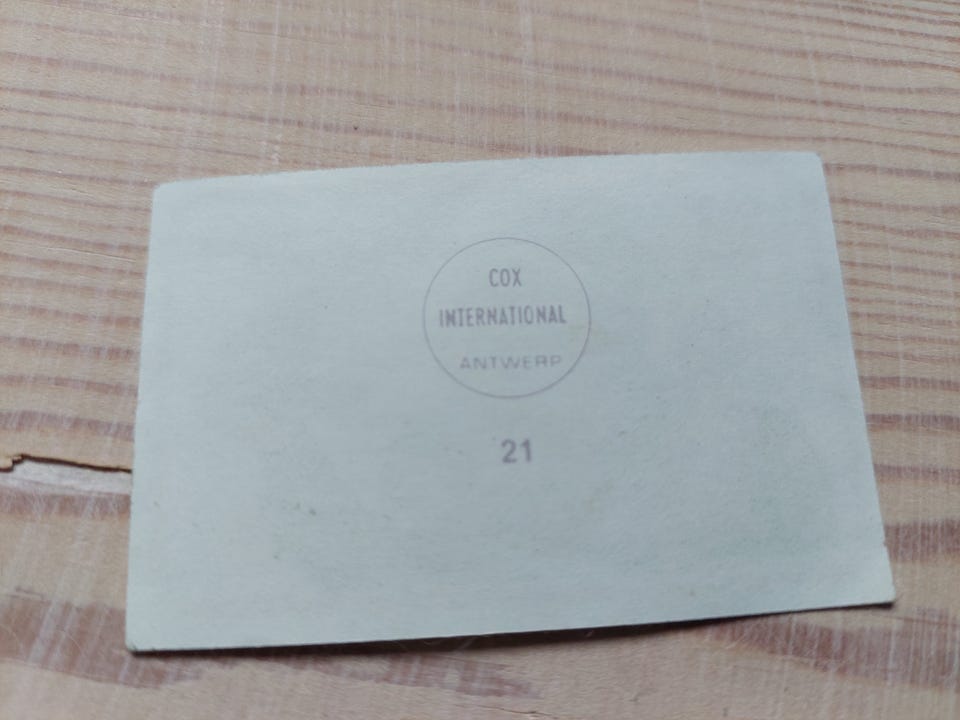 COX
INTERNATIONAL
ANTWERP
21